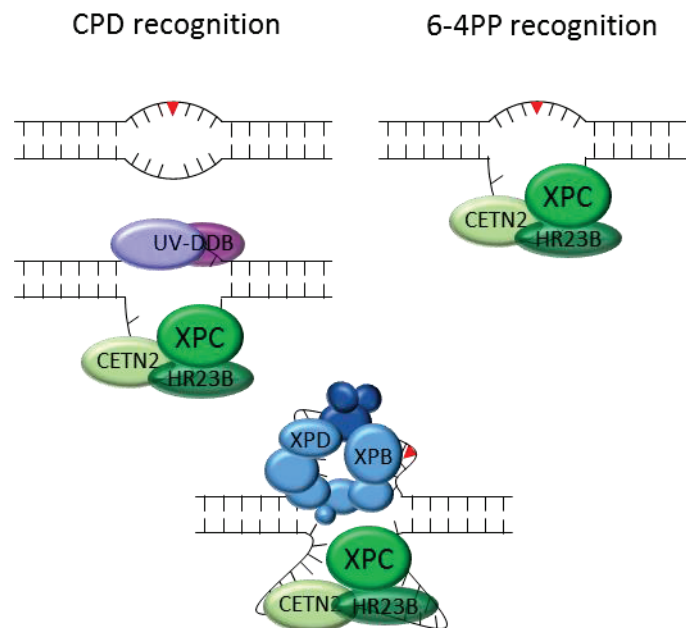 CPD recognition
6-4PP recognition
XPC
CETN2
HR23B
UV-DDB
XPC
CETN2
HR23B
XPD
XPB
XPC
CETN2
HR23B